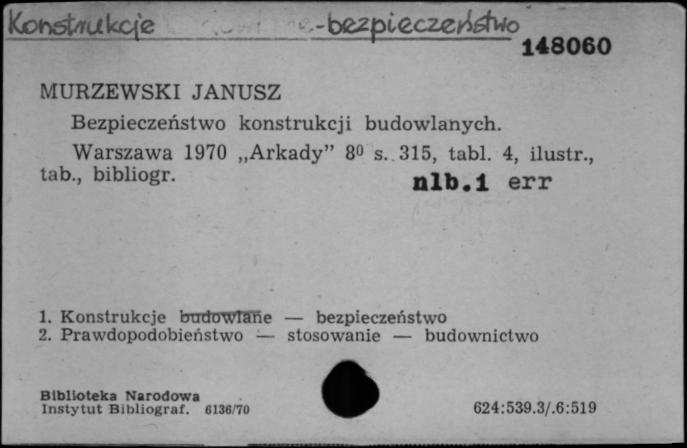 Konstrukcje -bezpieczeństwo
148060
MURZEWSKI JANUSZ
Bezpieczeństwo konstrukcji budowlanych.
Warszawa 1970 „Arkady” 8⁰ s. 315, tabl. 4, ilustr.,
tab., bibliogr. nlb.1 err
1. Konstrukcje budowlane — bezpieczeństwo
2. Prawdopodobieństwo — stosowanie — budownictwo
Biblioteka Narodowa
Instytut Bibliograf. 6136/70 624:539.3/.6:519